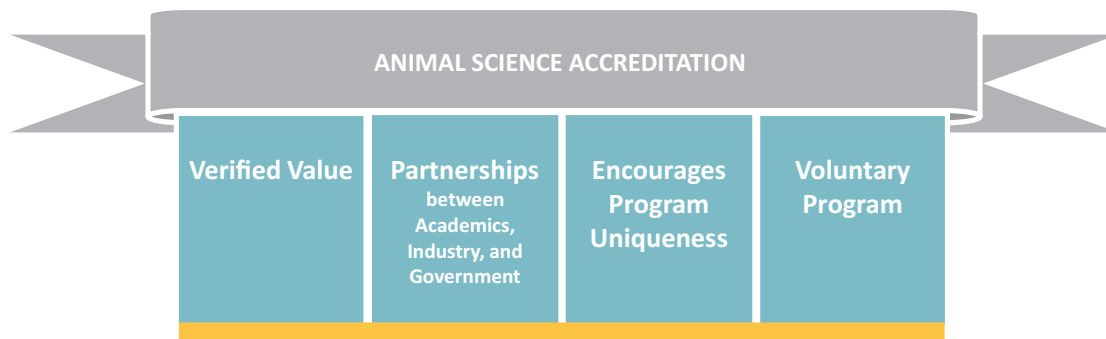 ANIMAL SCIENCE ACCREDITATION
Verified Value
Partnerships
between
Academics,
Industry, and
Government
Encourages
Program
Uniqueness
Voluntary
Program